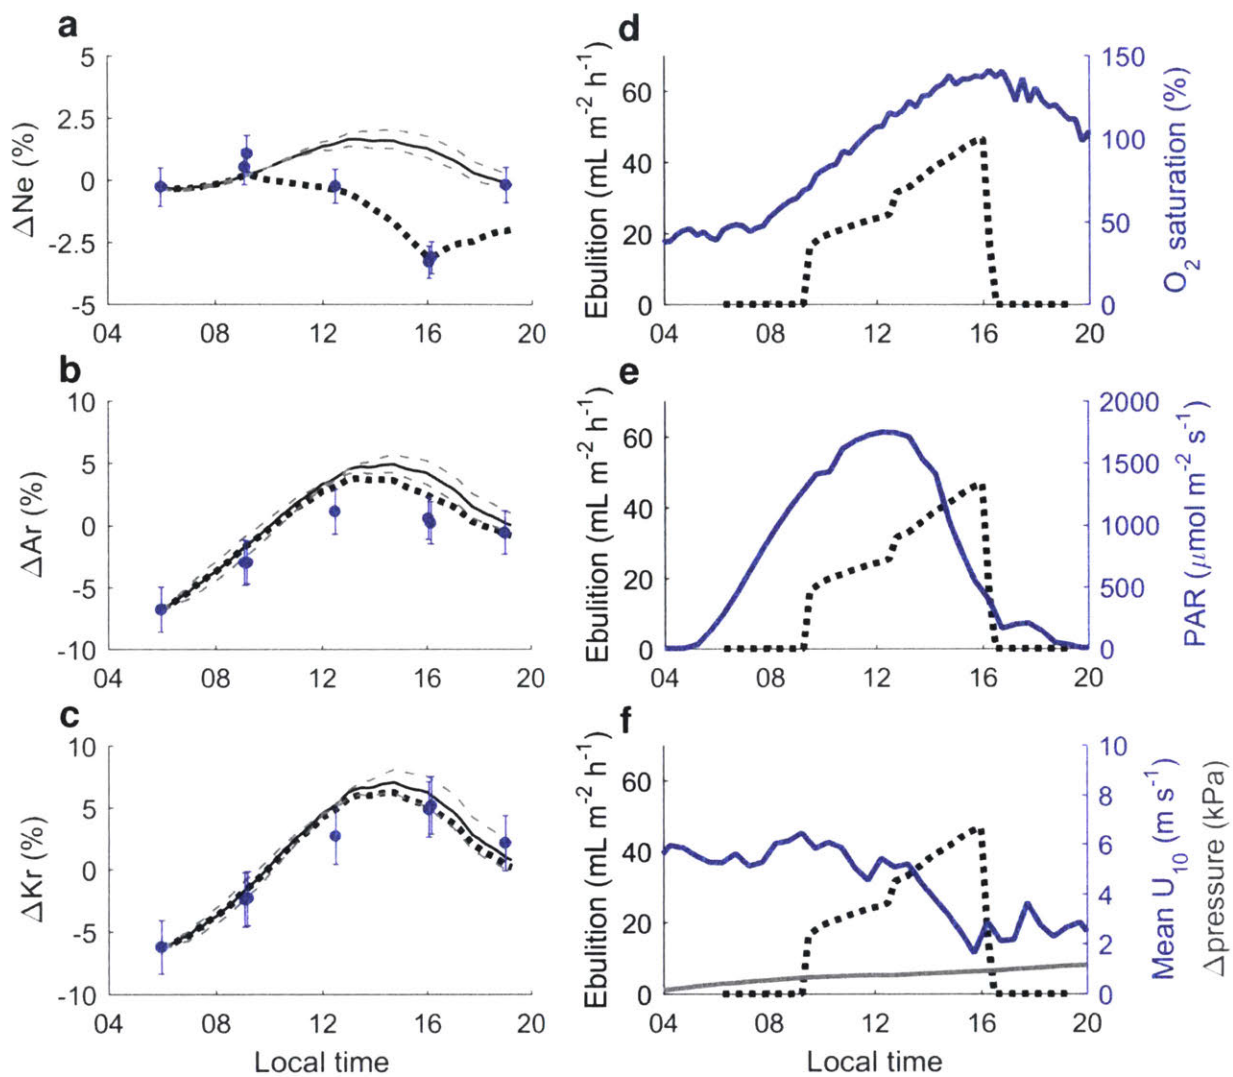 a
5
2.5
0
-2.5
-5
ΔNe (%)
04 08 12 16 20
d
60
40
20
0
Ebulition (mL m-2 h-1)
150
100
50
0
O2 saturation (%)
04 08 12 16 20
b
10
5
0
-5
-10
ΔAr (%)
04 08 12 16 20
e
60
40
20
0
Ebulition (mL m-2 h-1)
2000
1500
1000
500
0
PAR (μmol m-2 s-1)
04 08 12 16 20
c
10
5
0
-5
-10
ΔKr (%)
04 08 12 16 20
Local time
f
60
40
20
0
Ebulition (mL m-2 h-1)
10
8
6
4
2
0
Mean U10 (m s-1)
Δpressure (kPa)
04 08 12 16 20
Local time